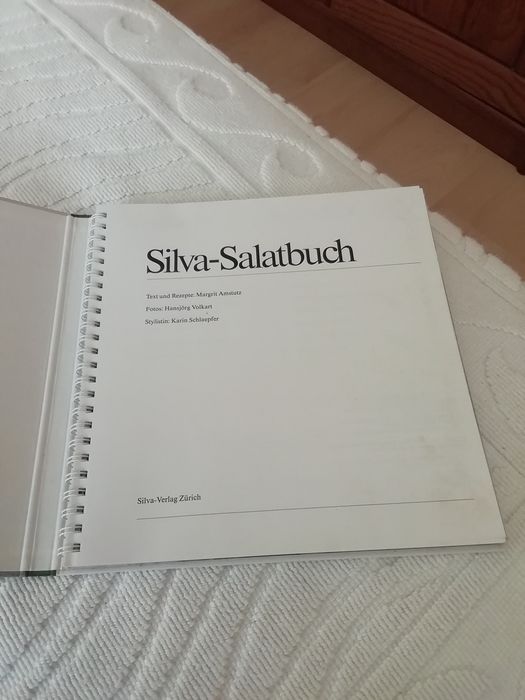 Silva-Salatbuch
Text und Rezepte: Margrit Amstutz
Fotos: Hansjörg Volkart
Stylistin: Karin Schlaepfer
Silva-Verlag Zürich